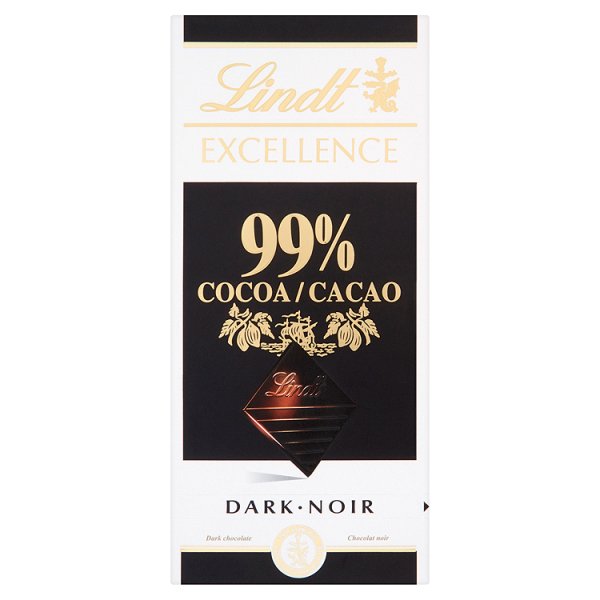 Lindt
EXCELLENCE
99%
COCOA / CACAO
Lindt
DARK • NOIR
Dark chocolate
Chocolat noir